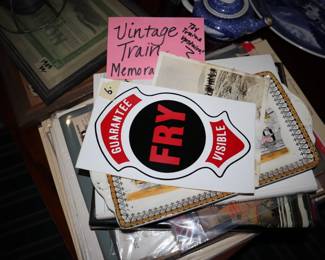 Vintage
Train
Memora
GUARANTEE
FRY
VISIBLE